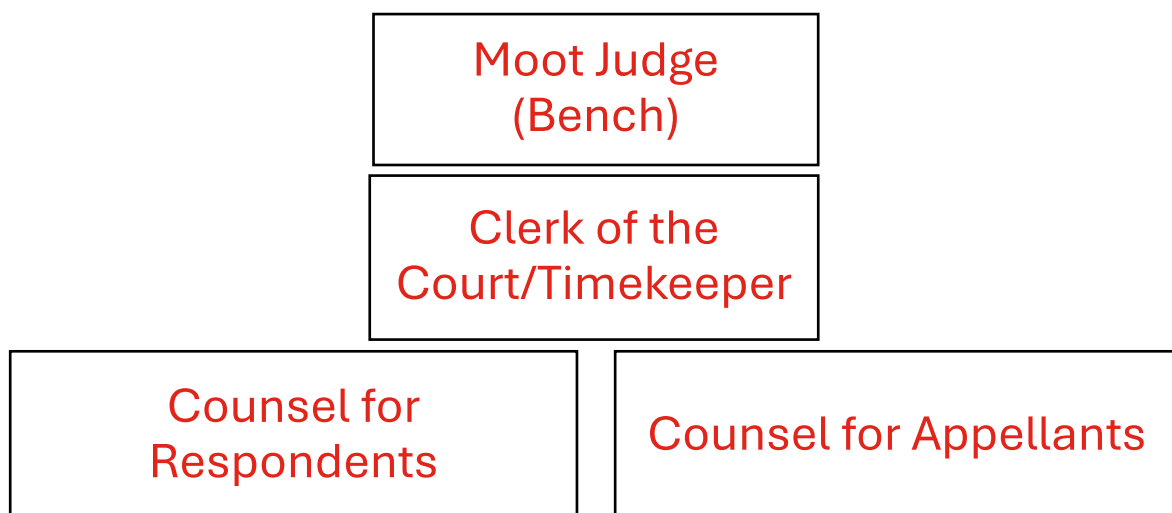 Moot Judge
(Bench)
Clerk of the
Court/Timekeeper
Counsel for
Respondents
Counsel for Appellants